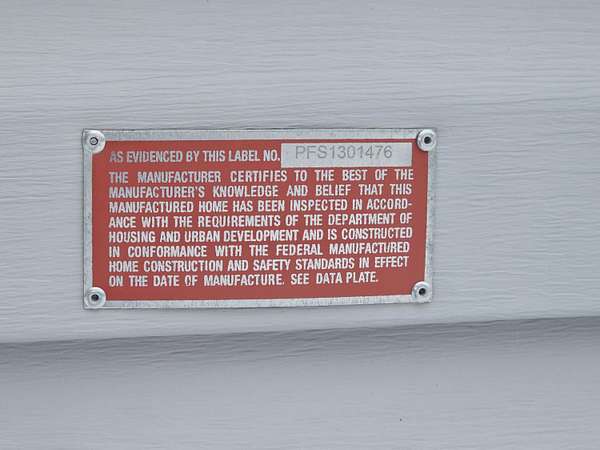 AS EVIDENCED BY THIS LABEL NO. PFS1301476
THE MANUFACTURER CERTIFIES TO THE BEST OF THE
MANUFACTURER'S KNOWLEDGE AND BELIEF THAT THIS
MANUFACTURED HOME HAS BEEN INSPECTED IN ACCORD-
ANCE WITH THE REQUIREMENTS OF THE DEPARTMENT OF
HOUSING AND URBAN DEVELOPMENT AND IS CONSTRUCTED
IN CONFORMANCE WITH THE FEDERAL MANUFACTURED
HOME CONSTRUCTION AND SAFETY STANDARDS IN EFFECT
ON THE DATE OF MANUFACTURE. SEE DATA PLATE.